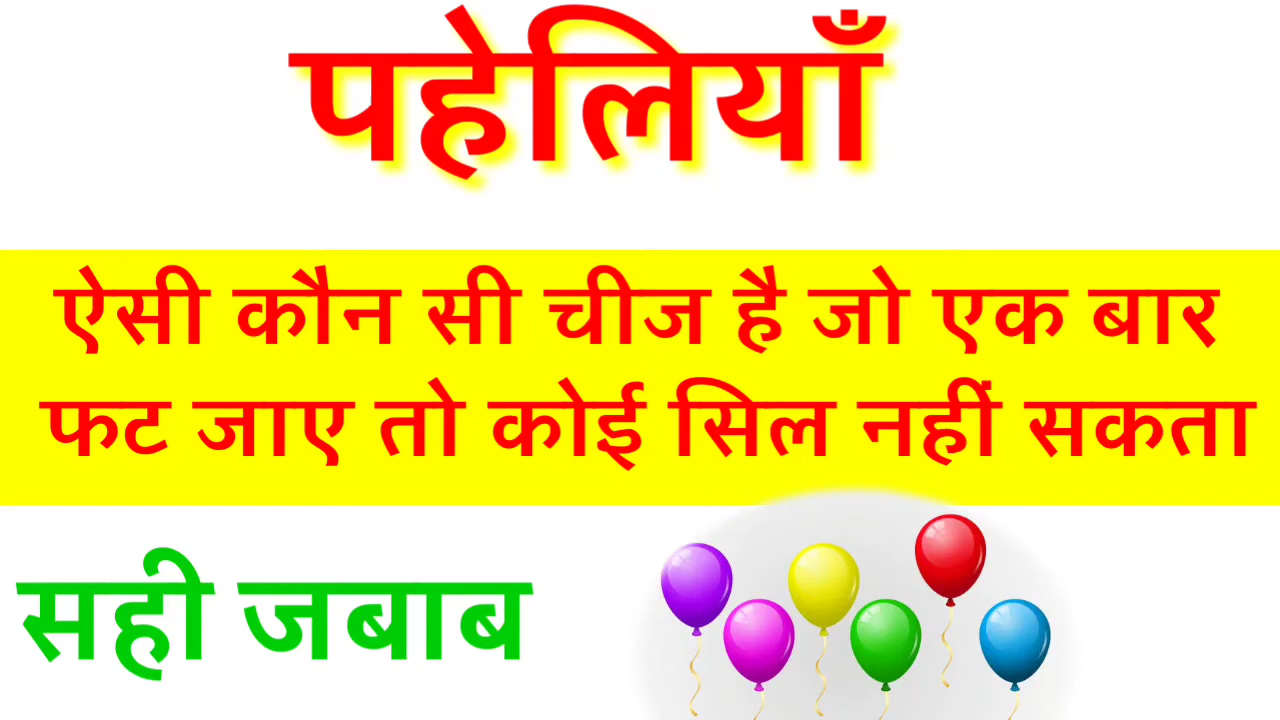 पहेलियाँ
ऐसी कौन सी चीज है जो एक बार
फट जाए तो कोई सिल नहीं सकता
सही जबाब